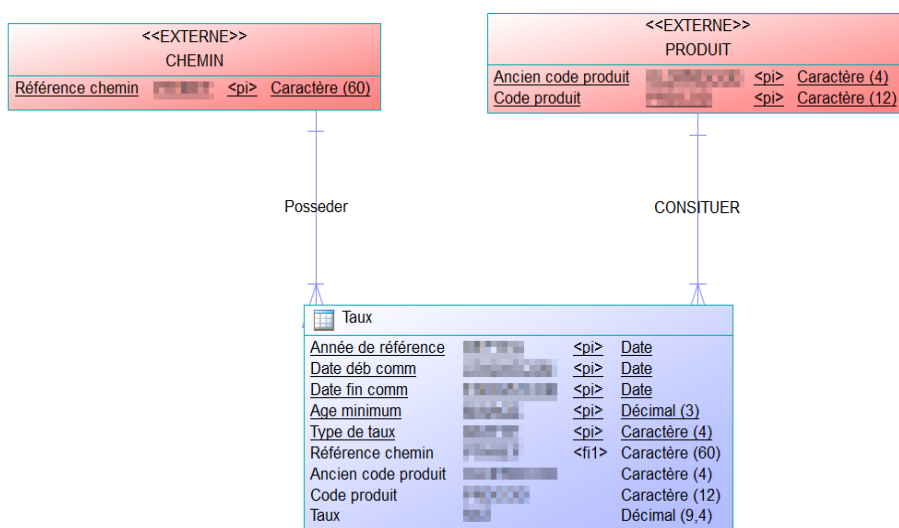 <<EXTERNE>>
CHEMIN
Référence chemin <pi> Caractère (60)
<<EXTERNE>>
PRODUIT
Ancien code produit <pi> Caractère (4)
Code produit <pi> Caractère (12)
Posseder
CONSITUER
Taux
Année de référence <pi> Date
Date déb comm <pi> Date
Date fin comm <pi> Date
Age minimum <pi> Décimal (3)
Type de taux <pi> Caractère (4)
Référence chemin <fi1> Caractère (60)
Ancien code produit Caractère (4)
Code produit Caractère (12)
Taux Décimal (9,4)